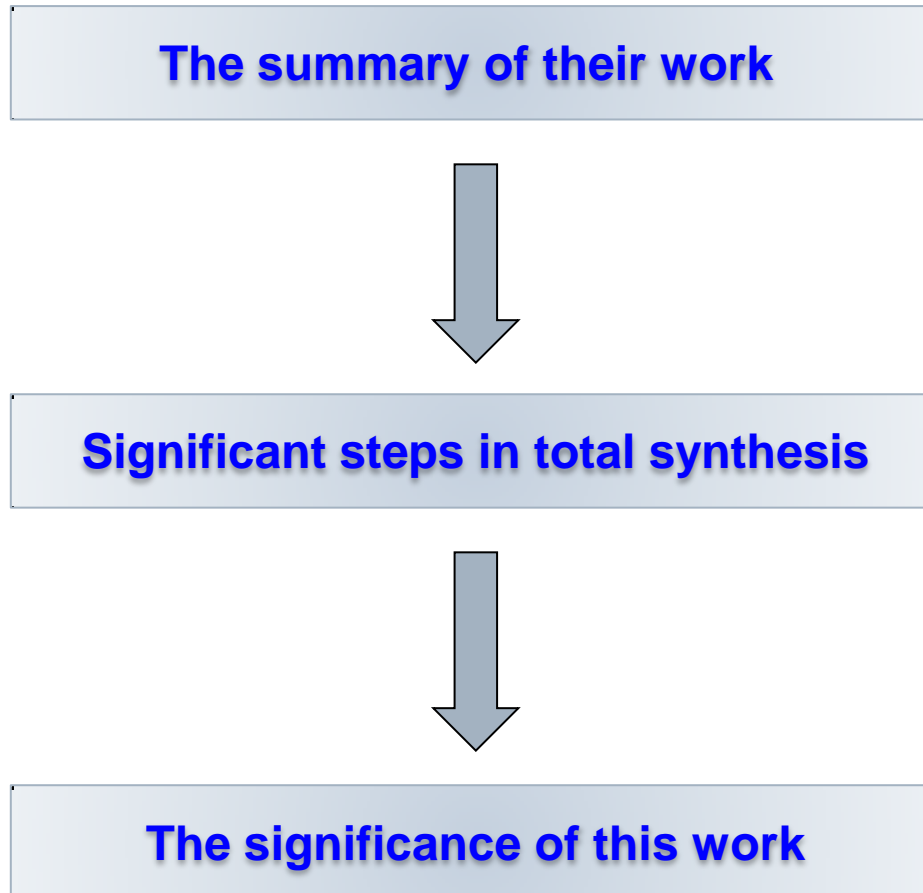 The summary of their work
Significant steps in total synthesis
The significance of this work